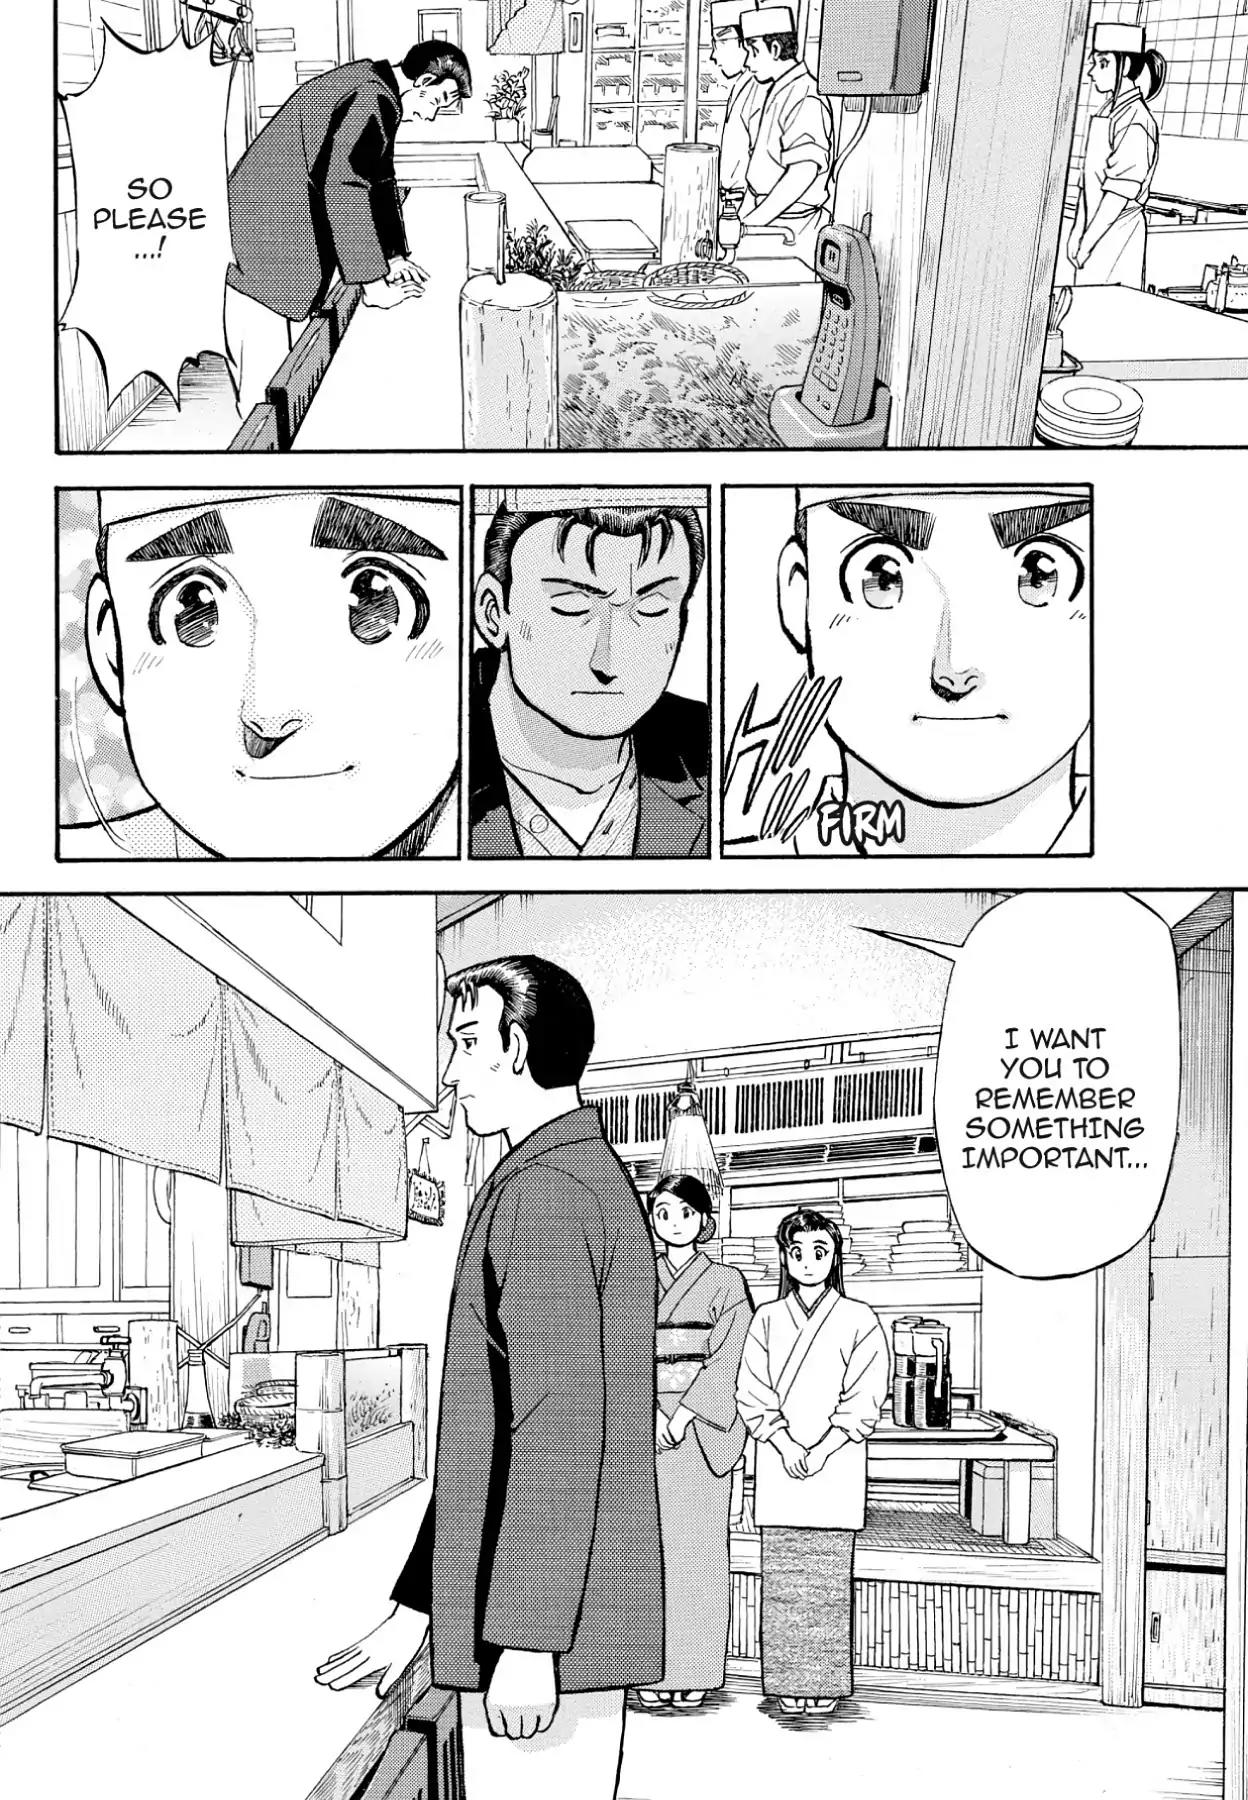 SO
PLEASE
...!
FIRM
I WANT
YOU TO
REMEMBER
SOMETHING
IMPORTANT...